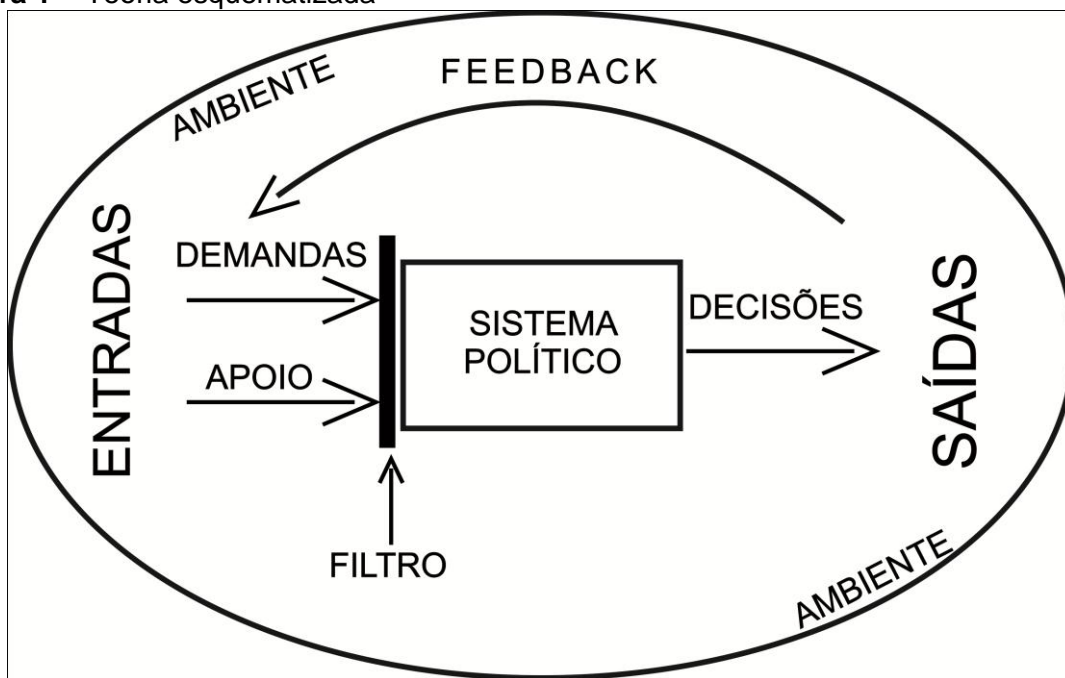 Teoria esquematizada
AMBIENTE
FEEDBACK
ENTRADAS
DEMANDAS
APOIO
SISTEMA
POLÍTICO
DECISÕES
SAÍDAS
FILTRO
AMBIENTE